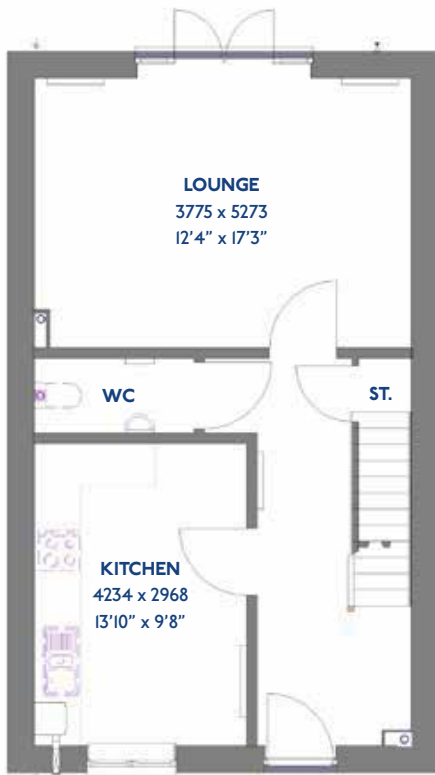 LOUNGE
3775 x 5273
12'4" x 17'3"
WC
ST.
KITCHEN
4234 x 2968
13'10" x 9'8"